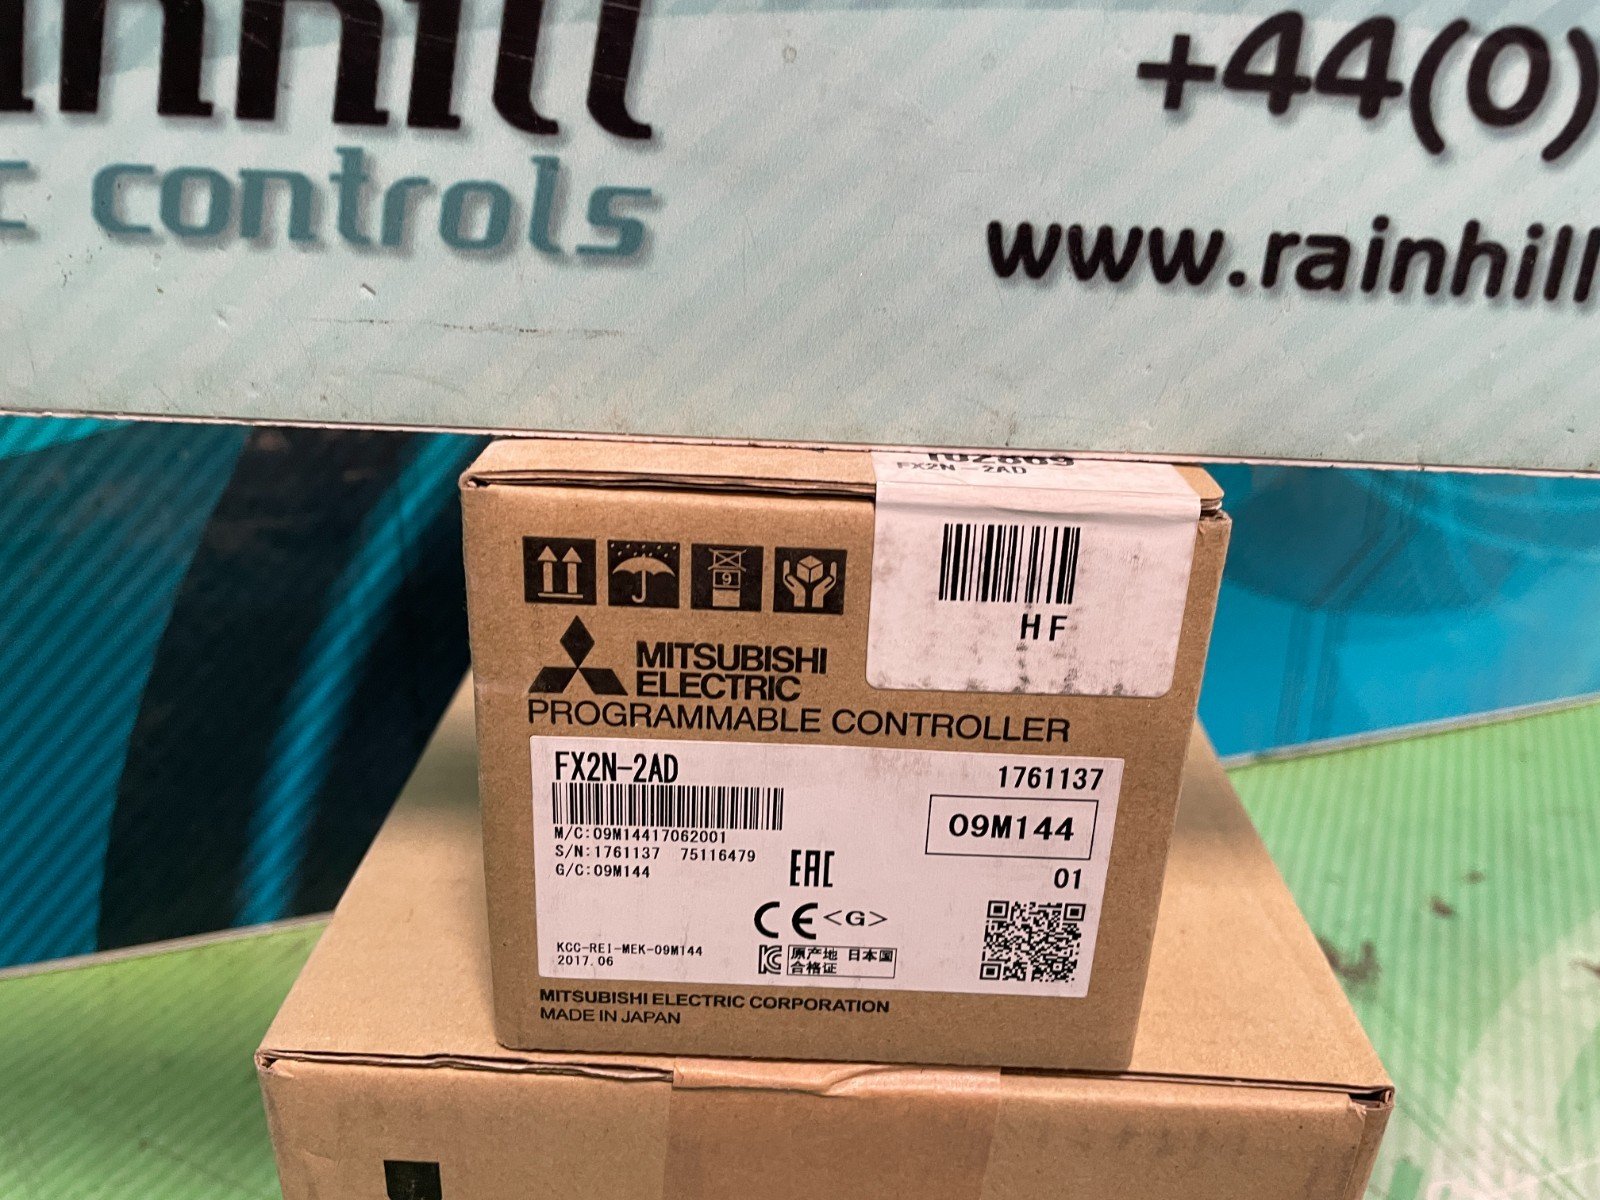 +44(0)
controls
www.rainhill
FX2N-2AD
HF
9
MITSUBISHI
ELECTRIC
PROGRAMMABLE CONTROLLER
FX2N-2AD
1761137
M/C:09M14417062001
09M144
S/N:1761137 75116479
G/C:09M144
EAC
01
CE<G>
KCC-REI-MEK-09M144
2017.06
原产地 日本国
合格证
MITSUBISHI ELECTRIC CORPORATION
MADE IN JAPAN